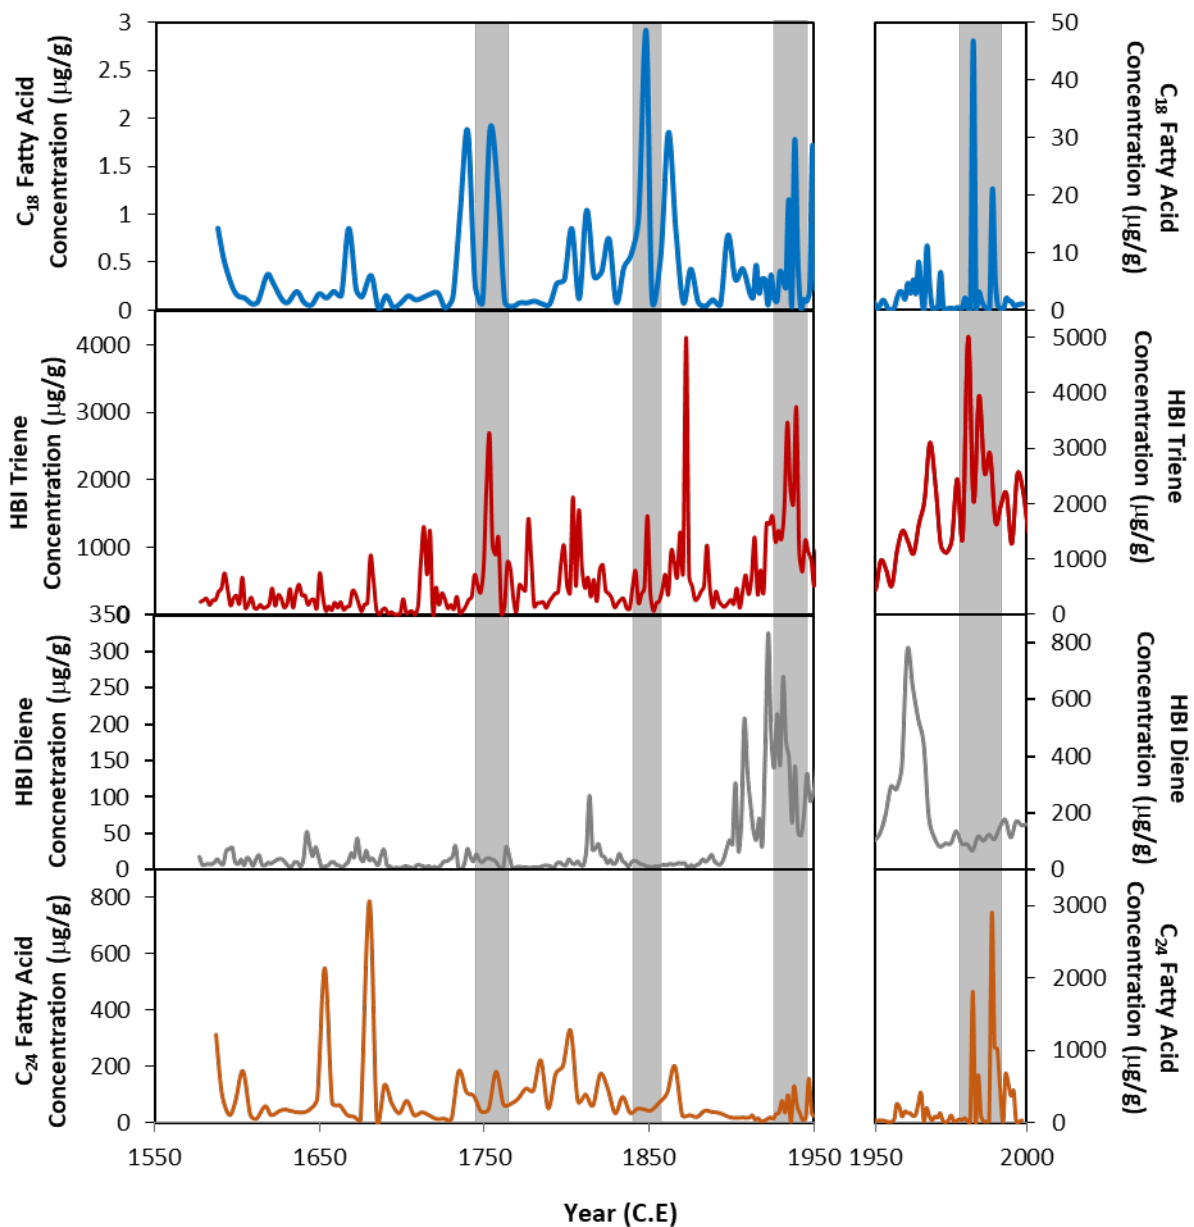 C18 Fatty Acid
Concentration (µg/g)
3
2.5
2
1.5
1
0.5
0
50
40
30
20
10
0
C18 Fatty Acid
Concentration (µg/g)
HBI Triene
Concentration (µg/g)
4000
3000
2000
1000
0
5000
4000
3000
2000
1000
0
HBI Triene
Concentration (µg/g)
HBI Diene
Concnetration (µg/g)
350
300
250
200
150
100
50
0
800
600
400
200
0
HBI Diene
Concentration (µg/g)
C24 Fatty Acid
Concentration (µg/g)
800
600
400
200
0
3000
2000
1000
0
C24 Fatty Acid
Concentration (µg/g)
1550 1650 1750 1850 1950 1950 2000
Year (C.E)